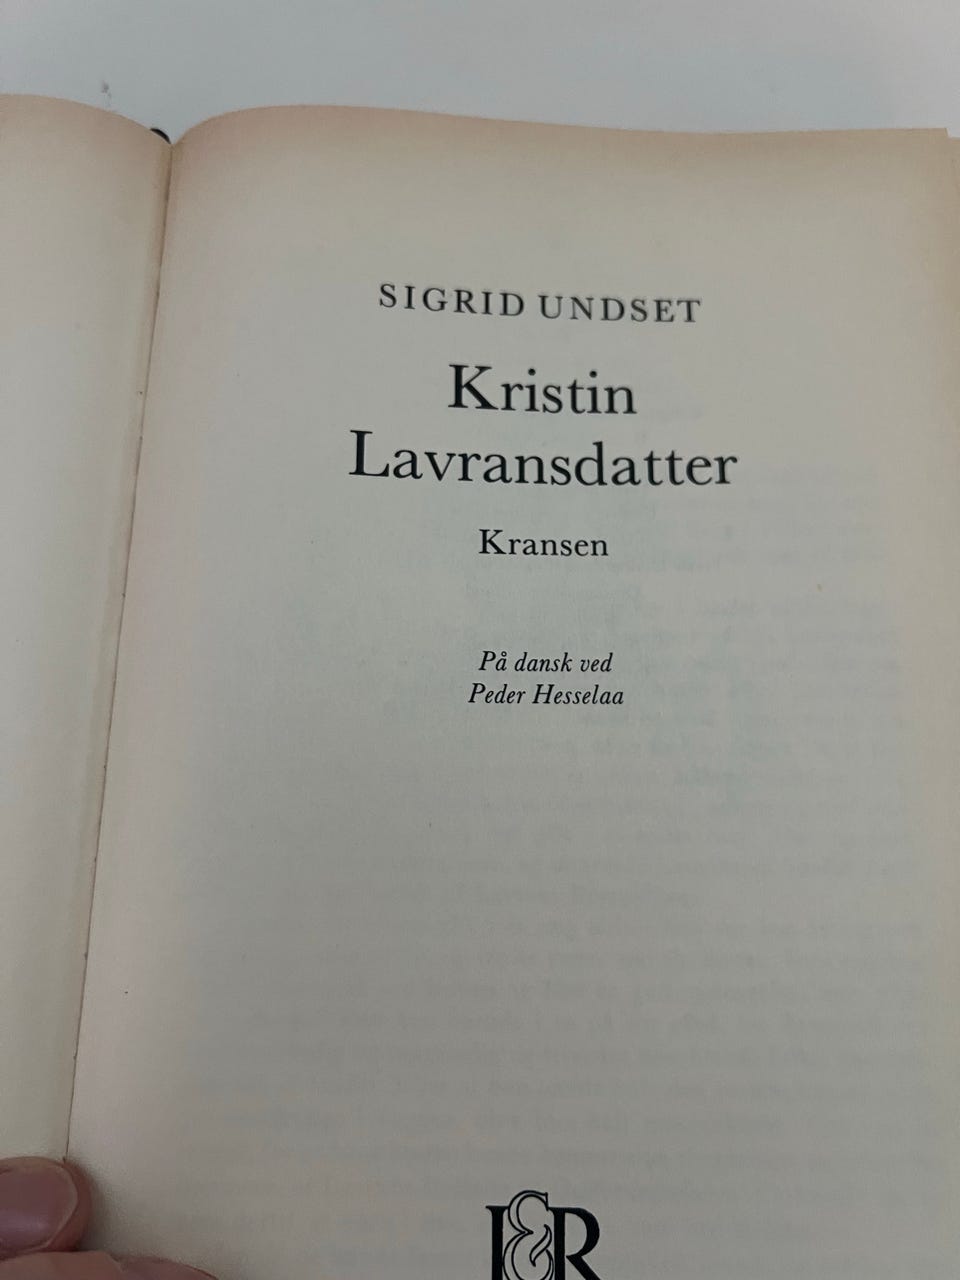 SIGRID UNDSET
Kristin
Lavransdatter
Kransen
På dansk ved
Peder Hesselaa
L&R